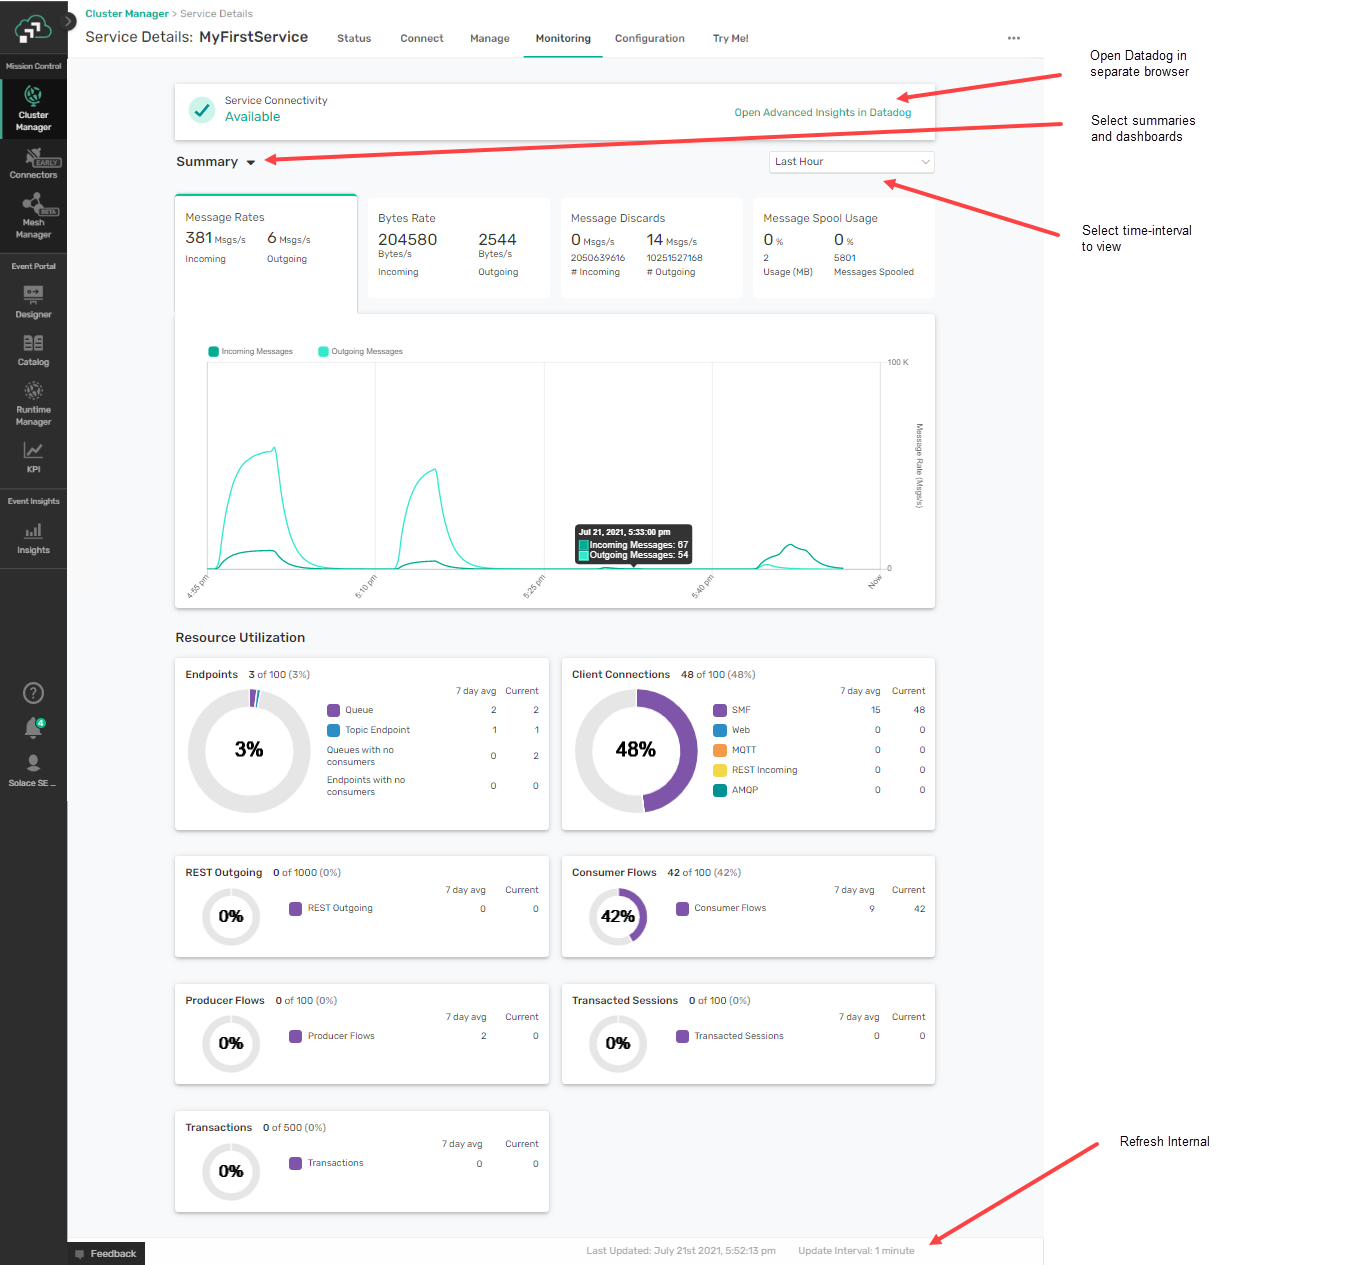 Cluster Manager > Service Details
Service Details: MyFirstService
Status
Connect
Manage
Monitoring
Configuration
Try Me!
Mission Control
Cluster
Manager
EARLY
Connectors
BETA
Mesh
Manager
Event Portal
Designer
Catalog
Runtime
Manager
KPI
Event Insights
Insights
?
4
Solace SE ...
Service Connectivity
Available
Open Advanced Insights in Datadog
Open Datadog in
separate browser
Select summaries
and dashboards
Summary
Last Hour
Select time-interval
to view
Message Rates
381 Msgs/s
6 Msgs/s
Incoming
Outgoing
Bytes Rate
204580
2544
Bytes/s
Bytes/s
Incoming
Outgoing
Message Discards
0 Msgs/s
14 Msgs/s
2050639616
10251527168
# Incoming
# Outgoing
Message Spool Usage
0 %
0 %
2
5801
Usage (MB)
Messages Spooled
Incoming Messages
Outgoing Messages
100 K
Message Rate (Msgs/s)
0
Jul 21, 2021, 5:33:00 pm
Incoming Messages: 67
Outgoing Messages: 54
4:55 pm
5:10 pm
5:25 pm
5:40 pm
Now
Resource Utilization
Endpoints 3 of 100 (3%)
7 day avg Current
3%
Queue 2 2
Topic Endpoint 1 1
Queues with no
consumers 0 2
Endpoints with no
consumers 0 0
Client Connections 48 of 100 (48%)
7 day avg Current
48%
SMF 15 48
Web 0 0
MQTT 0 0
REST Incoming 0 0
AMQP 0 0
REST Outgoing 0 of 1000 (0%)
7 day avg Current
0%
REST Outgoing 0 0
Consumer Flows 42 of 100 (42%)
7 day avg Current
42%
Consumer Flows 9 42
Producer Flows 0 of 100 (0%)
7 day avg Current
0%
Producer Flows 2 0
Transacted Sessions 0 of 100 (0%)
7 day avg Current
0%
Transacted Sessions 0 0
Transactions 0 of 500 (0%)
7 day avg Current
0%
Transactions 0 0
Refresh Internal
Feedback
Last Updated: July 21st 2021, 5:52:13 pm
Update Interval: 1 minute